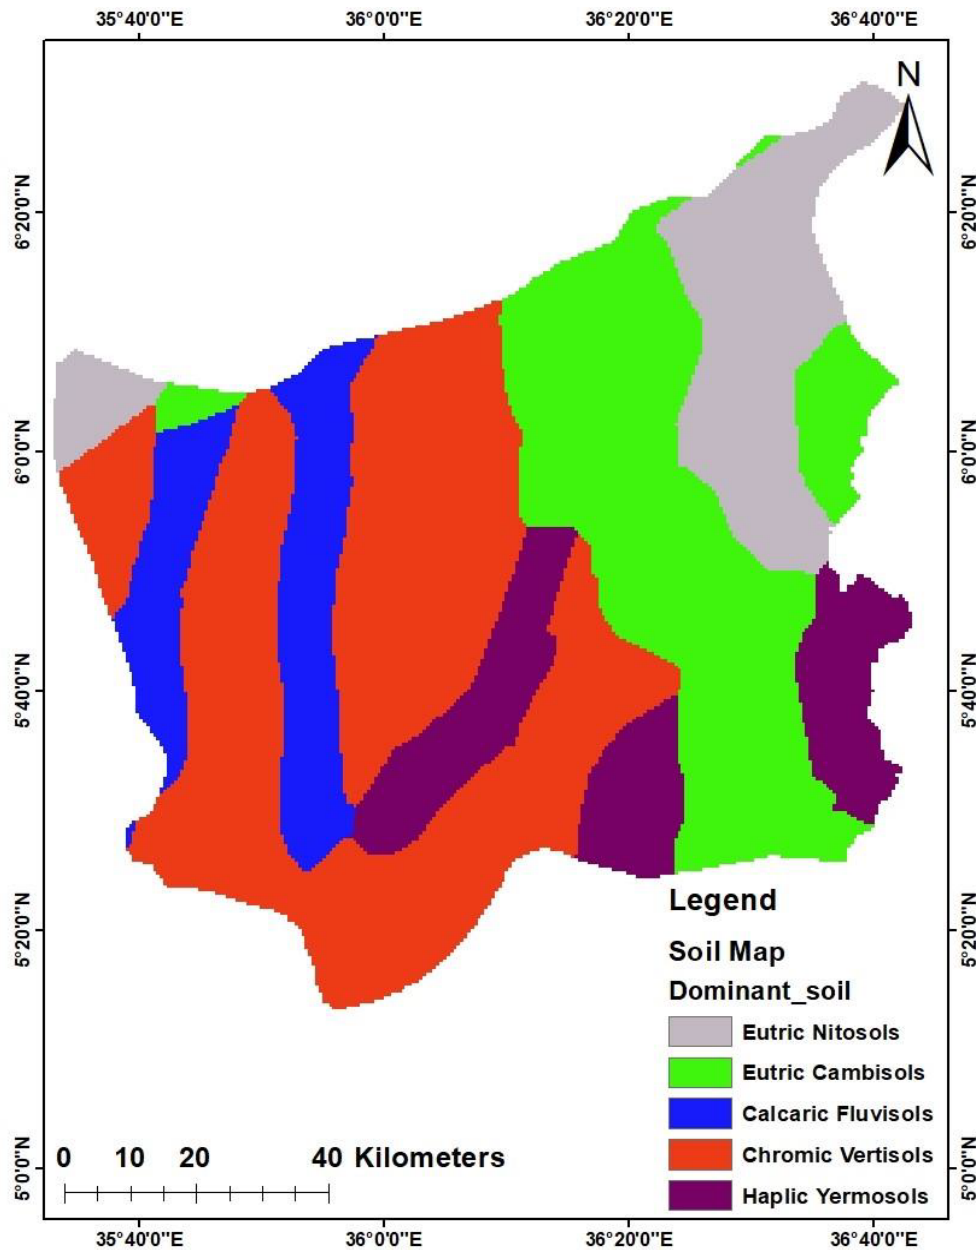 35°40'0"E 36°0'0"E 36°20'0"E 36°40'0"E
N
6°20'0"N 6°20'0"N
6°0'0"N 6°0'0"N
5°40'0"N 5°40'0"N
5°20'0"N 5°20'0"N
5°0'0"N 5°0'0"N
Legend
Soil Map
Dominant_soil
Eutric Nitosols
Eutric Cambisols
Calcaric Fluvisols
Chromic Vertisols
Haplic Yermosols
0 10 20 40 Kilometers
35°40'0"E 36°0'0"E 36°20'0"E 36°40'0"E